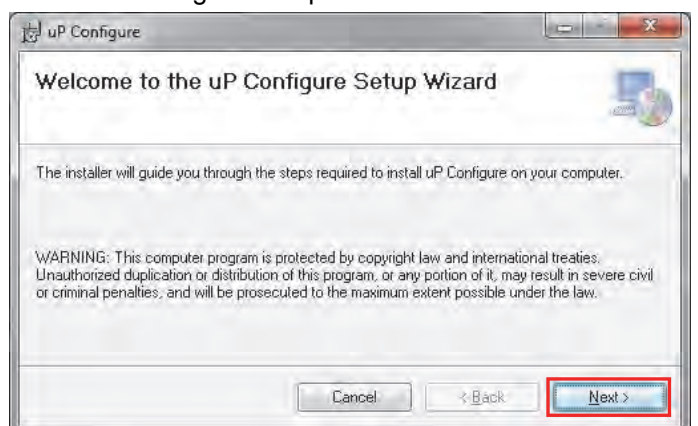 uP Configure
Welcome to the uP Configure Setup Wizard
The installer will guide you through the steps required to install uP Configure on your computer.
WARNING: This computer program is protected by copyright law and international treaties.
Unauthorized duplication or distribution of this program, or any portion of it, may result in severe civil
or criminal penalties, and will be prosecuted to the maximum extent possible under the law.
Cancel < Back Next >